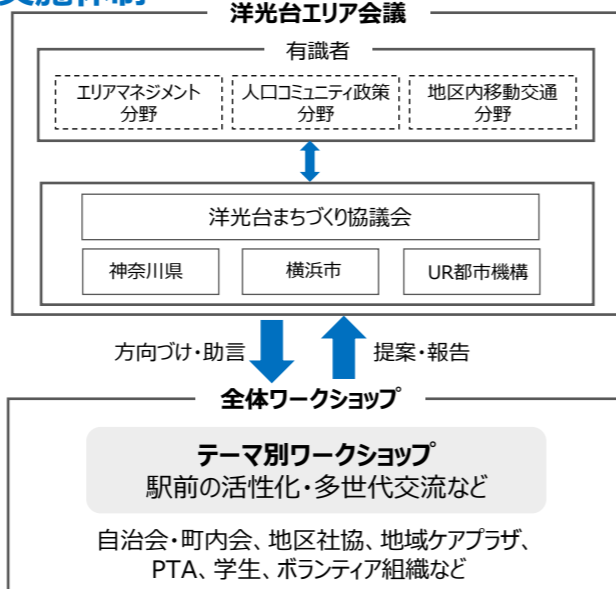 実施体制
洋光台エリア会議
有識者
エリアマネジメント
分野
人口コミュニティ政策
分野
地区内移動交通
分野
洋光台まちづくり協議会
神奈川県
横浜市
UR都市機構
方向づけ・助言
提案・報告
全体ワークショップ
テーマ別ワークショップ
駅前の活性化・多世代交流など
自治会・町内会、地区社協、地域ケアプラザ、
PTA、学生、ボランティア組織など